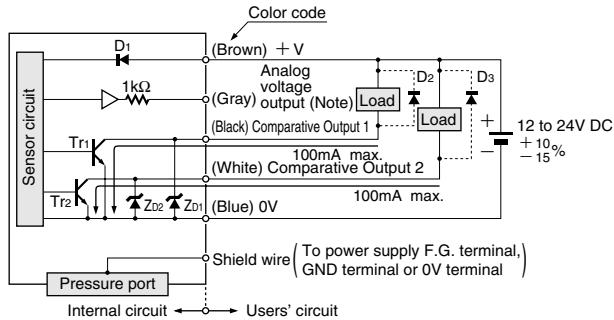 Color code
D1
(Brown) +V
1kΩ
(Gray)
Analog
voltage
output (Note)
D2
D3
Load
Load
Sensor circuit
Tr1
(Black) Comparative Output 1
100mA max.
+
−
12 to 24V DC
+10
−15%
(White) Comparative Output 2
Tr2
100mA max.
ZD2
ZD1
(Blue) 0V
Shield wire
(To power supply F.G. terminal,
GND terminal or 0V terminal)
Pressure port
Internal circuit
Users' circuit